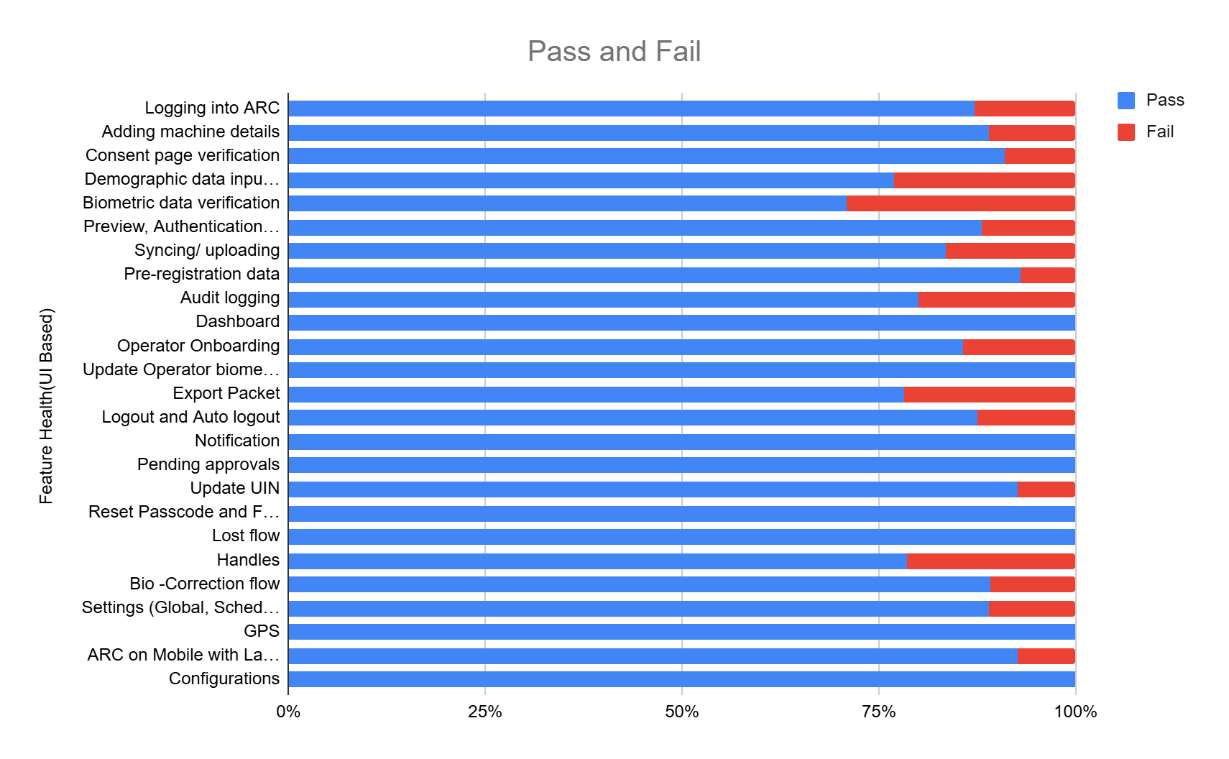 Pass and Fail
Pass
Fail
Feature Health(UI Based)
Logging into ARC
Adding machine details
Consent page verification
Demographic data inpu…
Biometric data verification
Preview, Authentication…
Syncing/ uploading
Pre-registration data
Audit logging
Dashboard
Operator Onboarding
Update Operator biome…
Export Packet
Logout and Auto logout
Notification
Pending approvals
Update UIN
Reset Passcode and F…
Lost flow
Handles
Bio -Correction flow
Settings (Global, Sched…
GPS
ARC on Mobile with La…
Configurations
0% 25% 50% 75% 100%